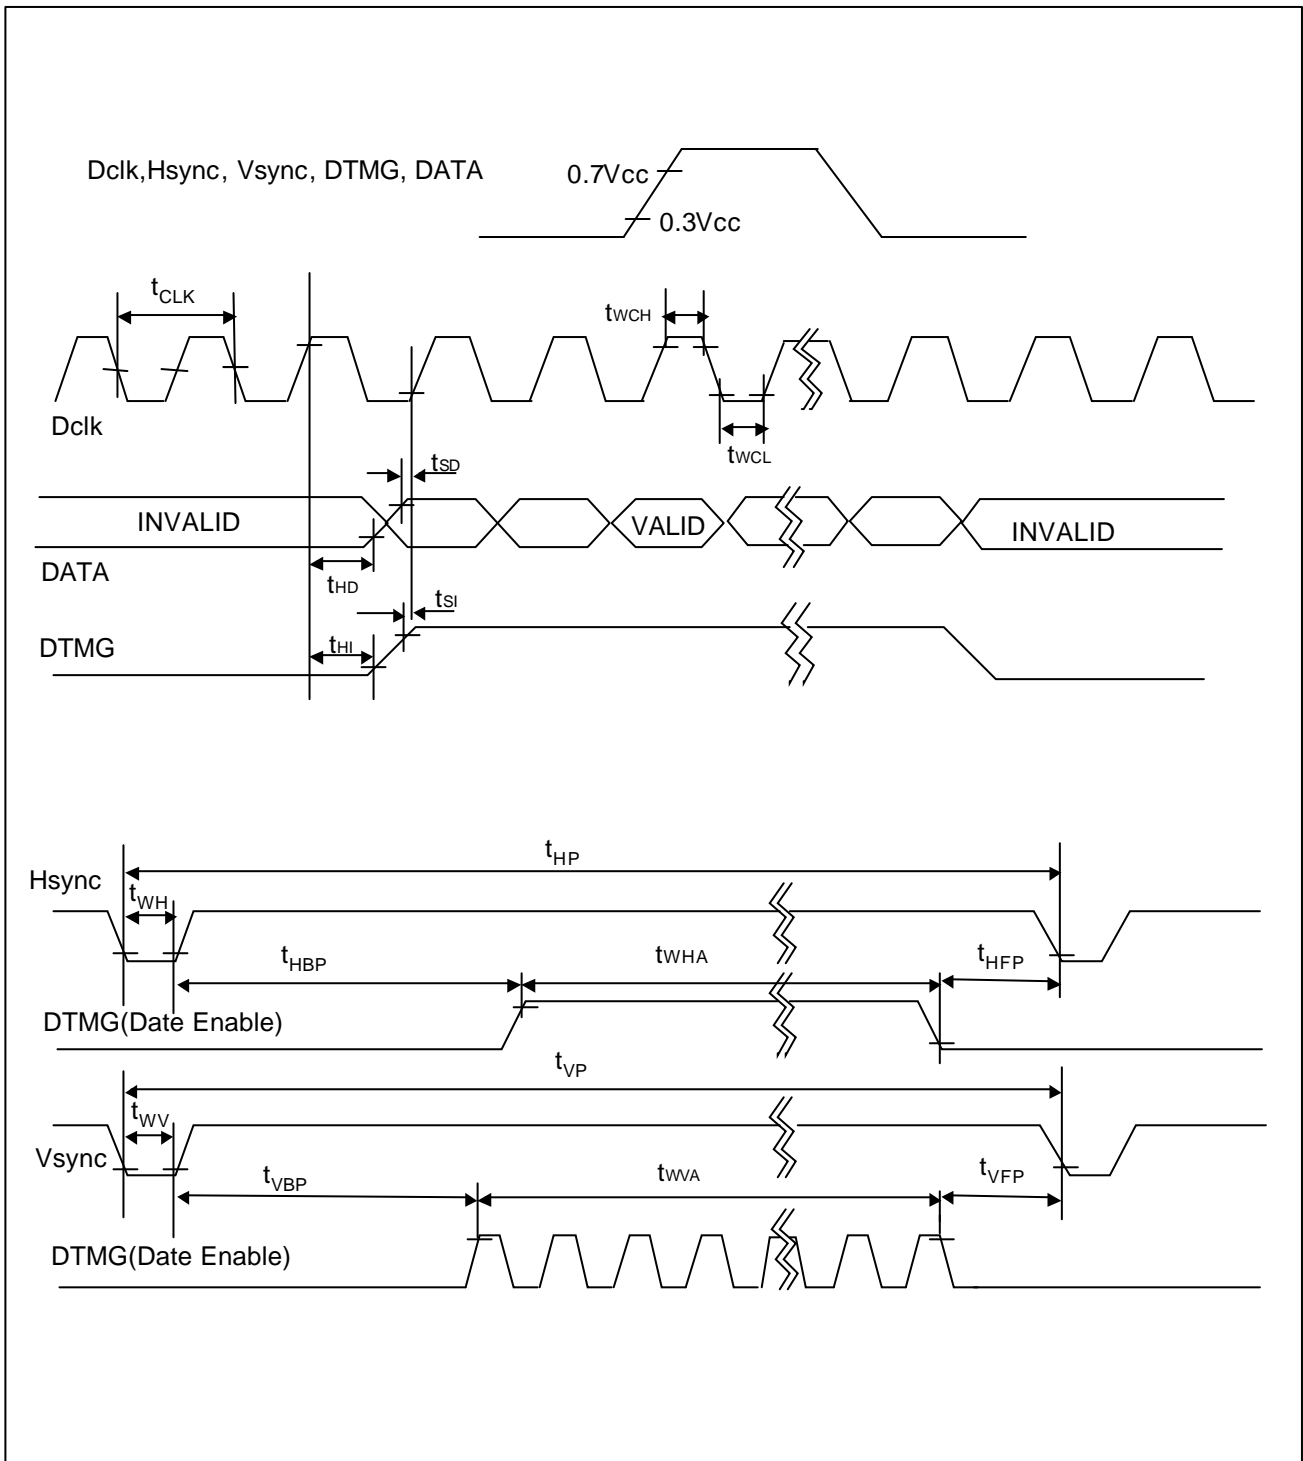 Dclk,Hsync, Vsync, DTMG, DATA
0.7Vcc
0.3Vcc
tCLK
tWCH
Dclk
tWCL
tSD
INVALID
VALID
INVALID
DATA
tHD
tSI
DTMG
tHI
tHP
Hsync
tWH
tHBP
tWHA
tHFP
DTMG(Date Enable)
tVP
tWV
Vsync
tVBP
tWVA
tVFP
DTMG(Date Enable)